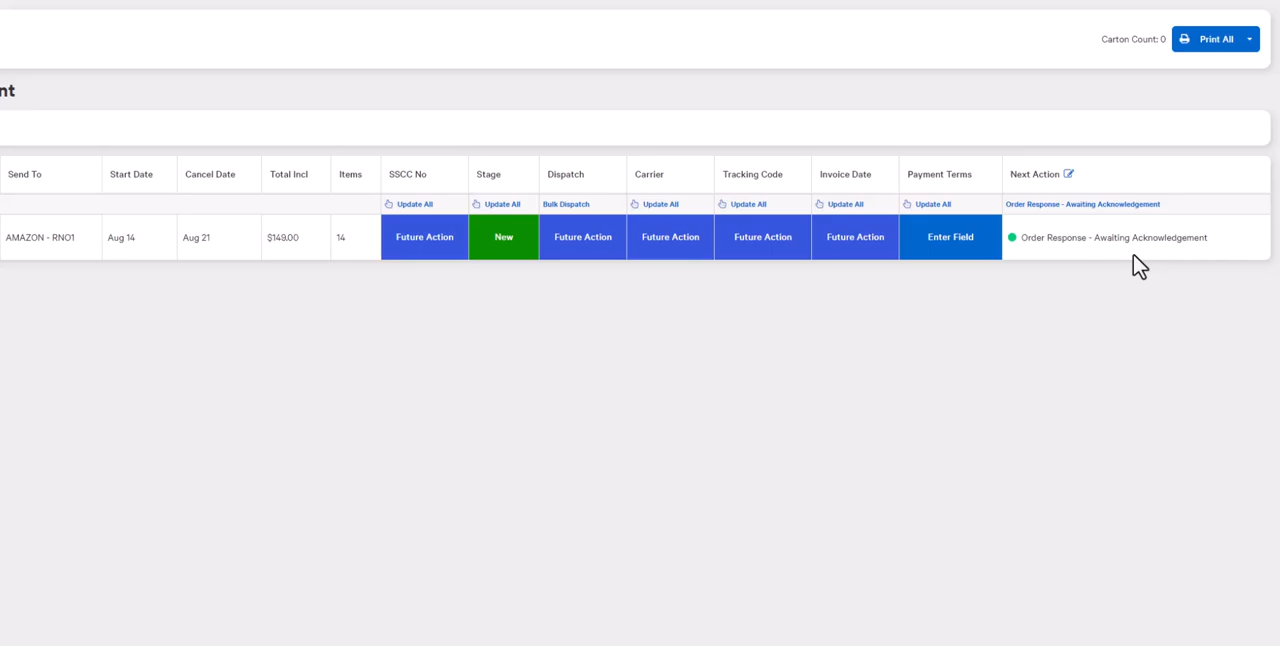 Carton Count: 0 Print All
nt
Send To Start Date Cancel Date Total Incl Items SSCC No Stage Dispatch Carrier Tracking Code Invoice Date Payment Terms Next Action
Update All Update All Bulk Dispatch Update All Update All Update All Update All Order Response - Awaiting Acknowledgement
AMAZON - RNO1 Aug 14 Aug 21 $149.00 14 Future Action New Future Action Future Action Future Action Future Action Enter Field Order Response - Awaiting Acknowledgement